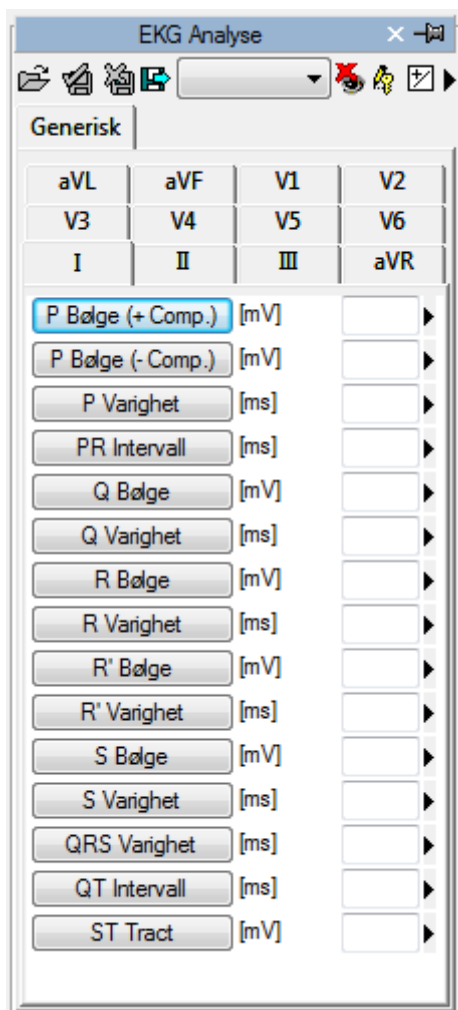 EKG Analyse
Generisk
aVL aVF V1 V2
V3 V4 V5 V6
I II III aVR
P Bølge (+ Comp.) [mV]
P Bølge (- Comp.) [mV]
P Varighet [ms]
PR Intervall [ms]
Q Bølge [mV]
Q Varighet [ms]
R Bølge [mV]
R Varighet [ms]
R' Bølge [mV]
R' Varighet [ms]
S Bølge [mV]
S Varighet [ms]
QRS Varighet [ms]
QT Intervall [ms]
ST Tract [mV]